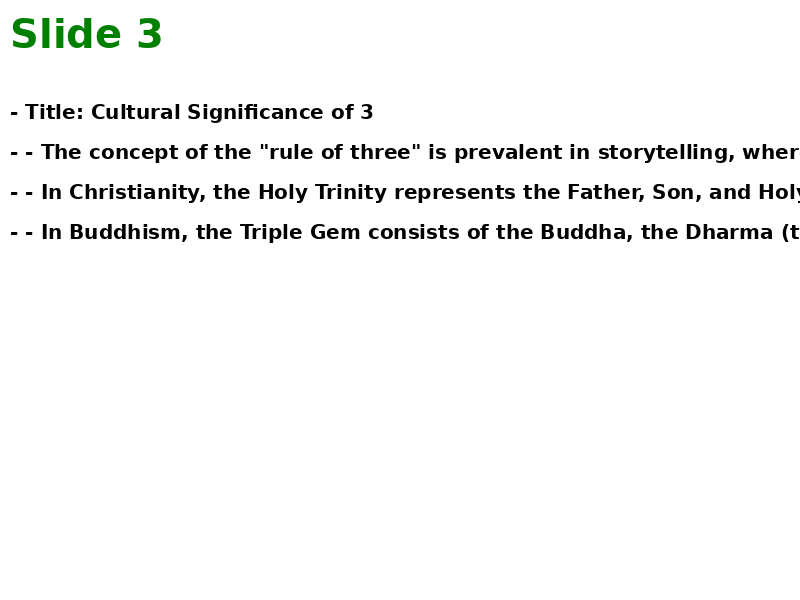 Slide 3
- Title: Cultural Significance of 3
- - The concept of the "rule of three" is prevalent in storytelling,
- - In Christianity, the Holy Trinity represents the Father, Son, and Holy
- - In Buddhism, the Triple Gem consists of the Buddha, the Dharma